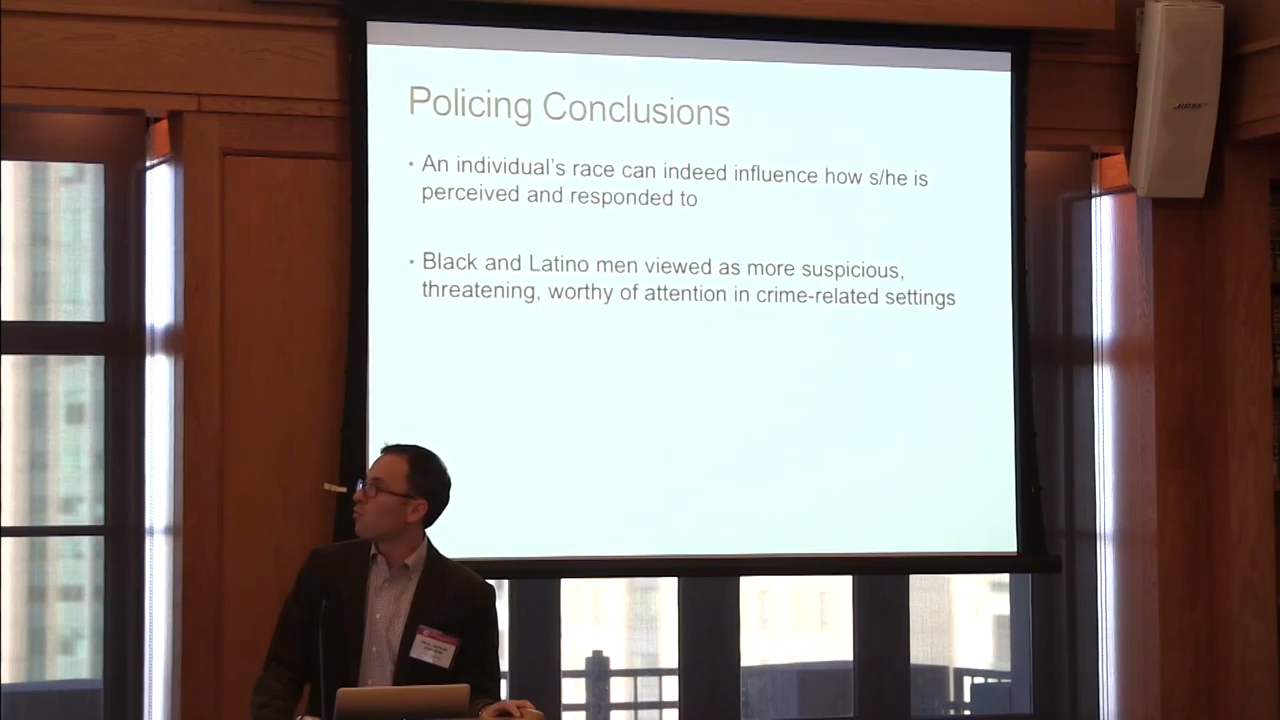 Policing Conclusions
• An individual's race can indeed influence how s/he is
perceived and responded to
• Black and Latino men viewed as more suspicious,
threatening, worthy of attention in crime-related settings
BOSE